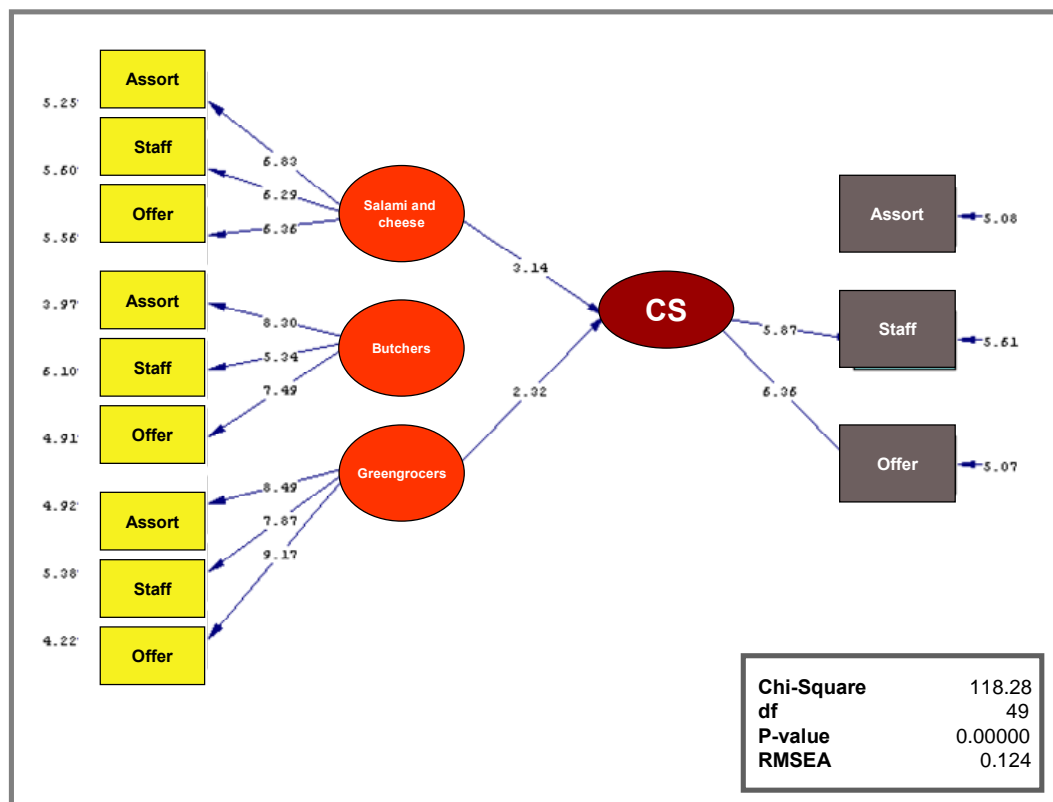 Assort
5.25
Staff
5.60
Offer
5.56
6.83
6.29
6.36
Salami and
cheese
Assort
3.97
Staff
6.10
Offer
4.91
8.30
5.34
7.49
Butchers
Assort
4.92
Staff
5.38
Offer
4.22
8.49
7.87
9.17
Greengrocers
3.14
2.32
CS
5.87
6.36
Assort
5.08
Staff
5.61
Offer
5.07
Chi-Square 118.28
df 49
P-value 0.00000
RMSEA 0.124